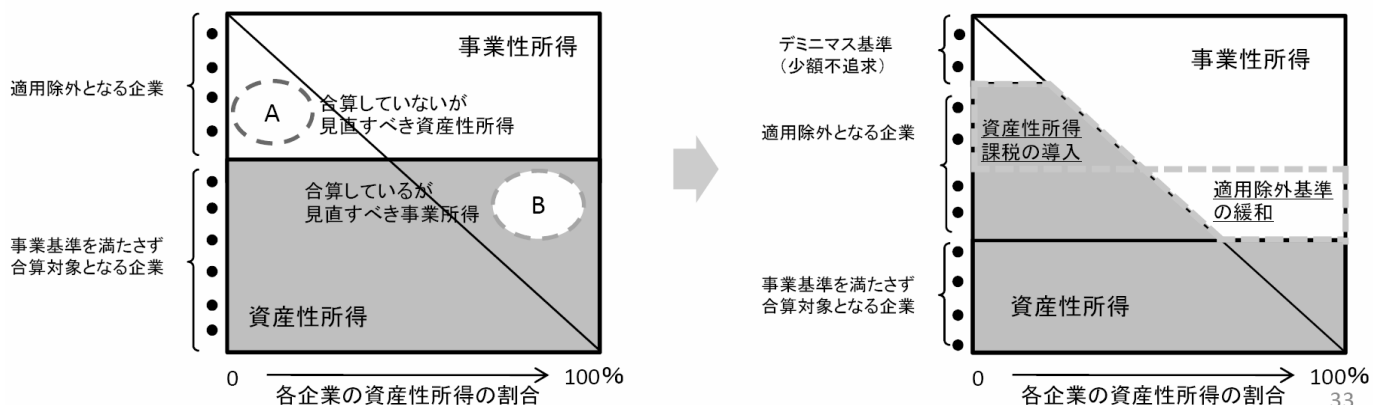 適用除外となる企業
事業基準を満たさず
合算対象となる企業
事業性所得
A
合算していないが
見直すべき資産性所得
合算しているが
見直すべき事業所得
B
資産性所得
0
100%
各企業の資産性所得の割合
デミニマス基準
(少額不追求)
適用除外となる企業
事業基準を満たさず
合算対象となる企業
事業性所得
資産性所得
課税の導入
適用除外基準
の緩和
資産性所得
0
100%
各企業の資産性所得の割合
33